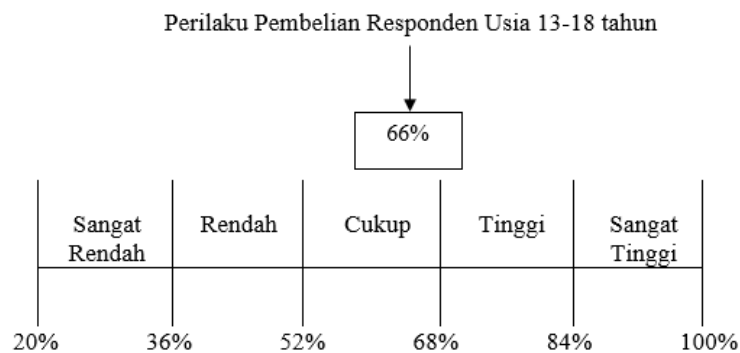 Perilaku Pembelian Responden Usia 13-18 tahun
66%
Sangat Rendah Cukup Tinggi Sangat
Rendah Tinggi
20% 36% 52% 68% 84% 100%